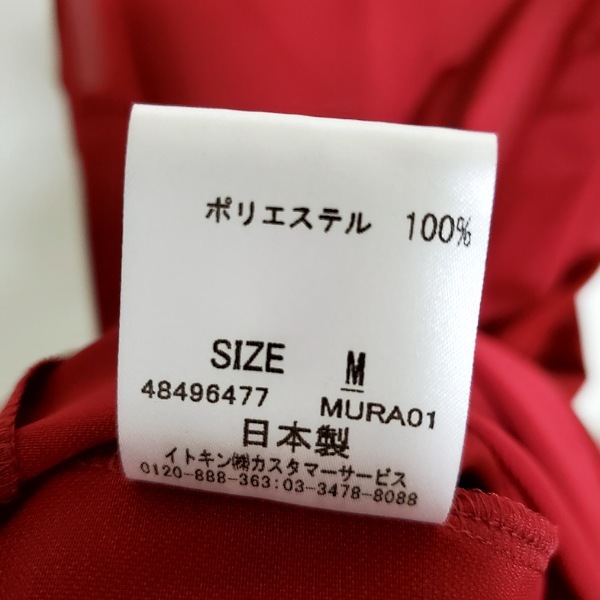 ポリエステル 100%
SIZE M
48496477 MURA01
日本製
イトキン㈱カスタマーサービス
0120-888-363:03-3478-8088